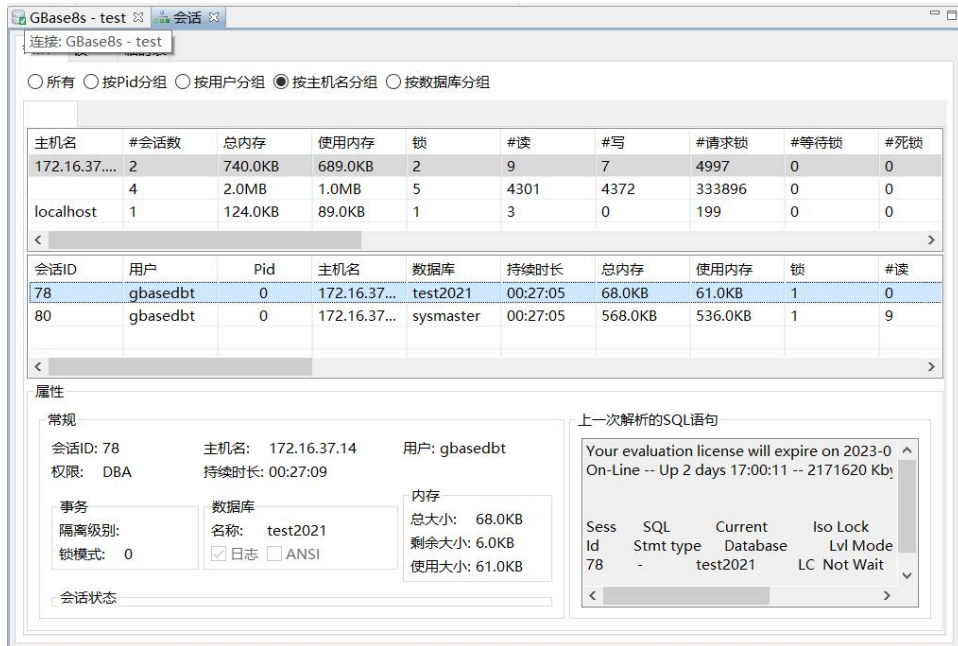 GBase8s - test 会话
连接: GBase8s - test
所有 按Pid分组 按用户分组 按主机名分组 按数据库分组
主机名 #会话数 总内存 使用内存 锁 #读 #写 #请求锁 #等待锁 #死锁
172.16.37.... 2 740.0KB 689.0KB 2 9 7 4997 0 0
4 2.0MB 1.0MB 5 4301 4372 333896 0 0
localhost 1 124.0KB 89.0KB 1 3 0 199 0 0
会话ID 用户 Pid 主机名 数据库 持续时长 总内存 使用内存 锁 #读
78 gbasedbt 0 172.16.37... test2021 00:27:05 68.0KB 61.0KB 1 0
80 gbasedbt 0 172.16.37... sysmaster 00:27:05 568.0KB 536.0KB 1 9
属性
常规
会话ID: 78 主机名: 172.16.37.14 用户: gbasedbt
权限: DBA 持续时长: 00:27:09
事务
隔离级别:
锁模式: 0
数据库
名称: test2021
日志 ANSI
内存
总大小: 68.0KB
剩余大小: 6.0KB
使用大小: 61.0KB
会话状态
上一次解析的SQL语句
Your evaluation license will expire on 2023-0
On-Line -- Up 2 days 17:00:11 -- 2171620 Kby
Sess SQL Current Iso Lock
Id Stmt type Database Lvl Mode
78 - test2021 LC Not Wait